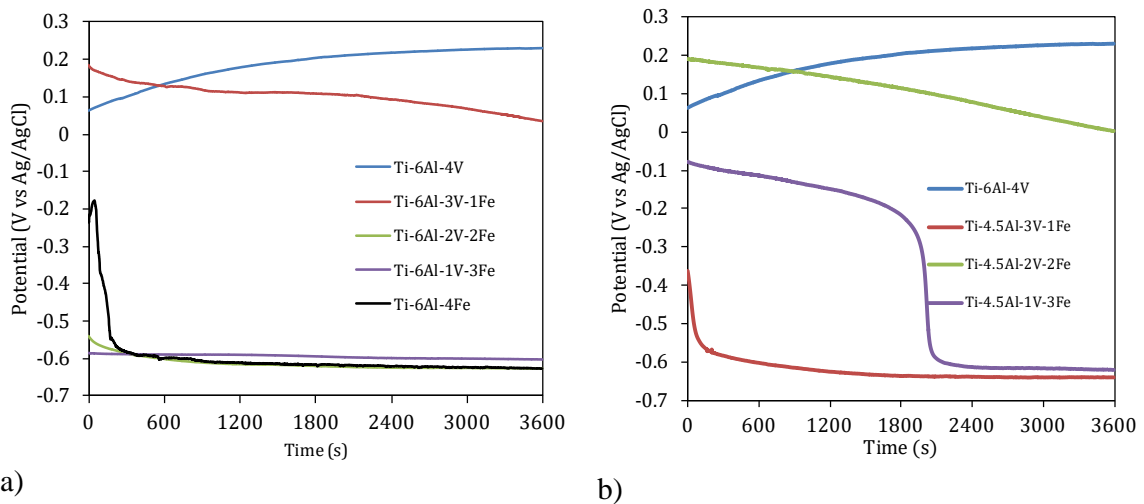 0.3
0.2
0.1
0
-0.1
-0.2
-0.3
-0.4
-0.5
-0.6
-0.7
Potential (V vs Ag/AgCl)
Ti-6Al-4V
Ti-6Al-3V-1Fe
Ti-6Al-2V-2Fe
Ti-6Al-1V-3Fe
Ti-6Al-4Fe
0 600 1200 1800 2400 3000 3600
Time (s)
a)
0.3
0.2
0.1
0
-0.1
-0.2
-0.3
-0.4
-0.5
-0.6
-0.7
Potential (V vs Ag/AgCl)
Ti-6Al-4V
Ti-4.5Al-3V-1Fe
Ti-4.5Al-2V-2Fe
Ti-4.5Al-1V-3Fe
0 600 1200 1800 2400 3000 3600
Time (s)
b)